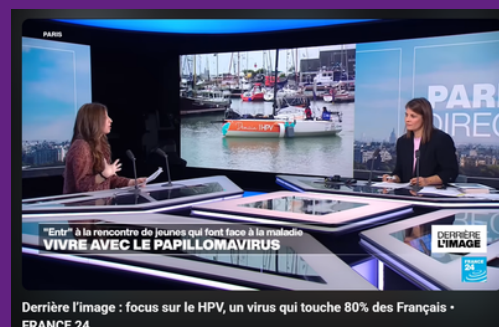 PARIS
PARI
DIREC
HPV
"Entr" à la rencontre de jeunes qui font face à la maladie
VIVRE AVEC LE PAPILLOMAVIRUS
DERRIÈRE
L'IMAGE
FRANCE
24
Derrière l'image : focus sur le HPV, un virus qui touche 80% des Français •
FRANCE 24